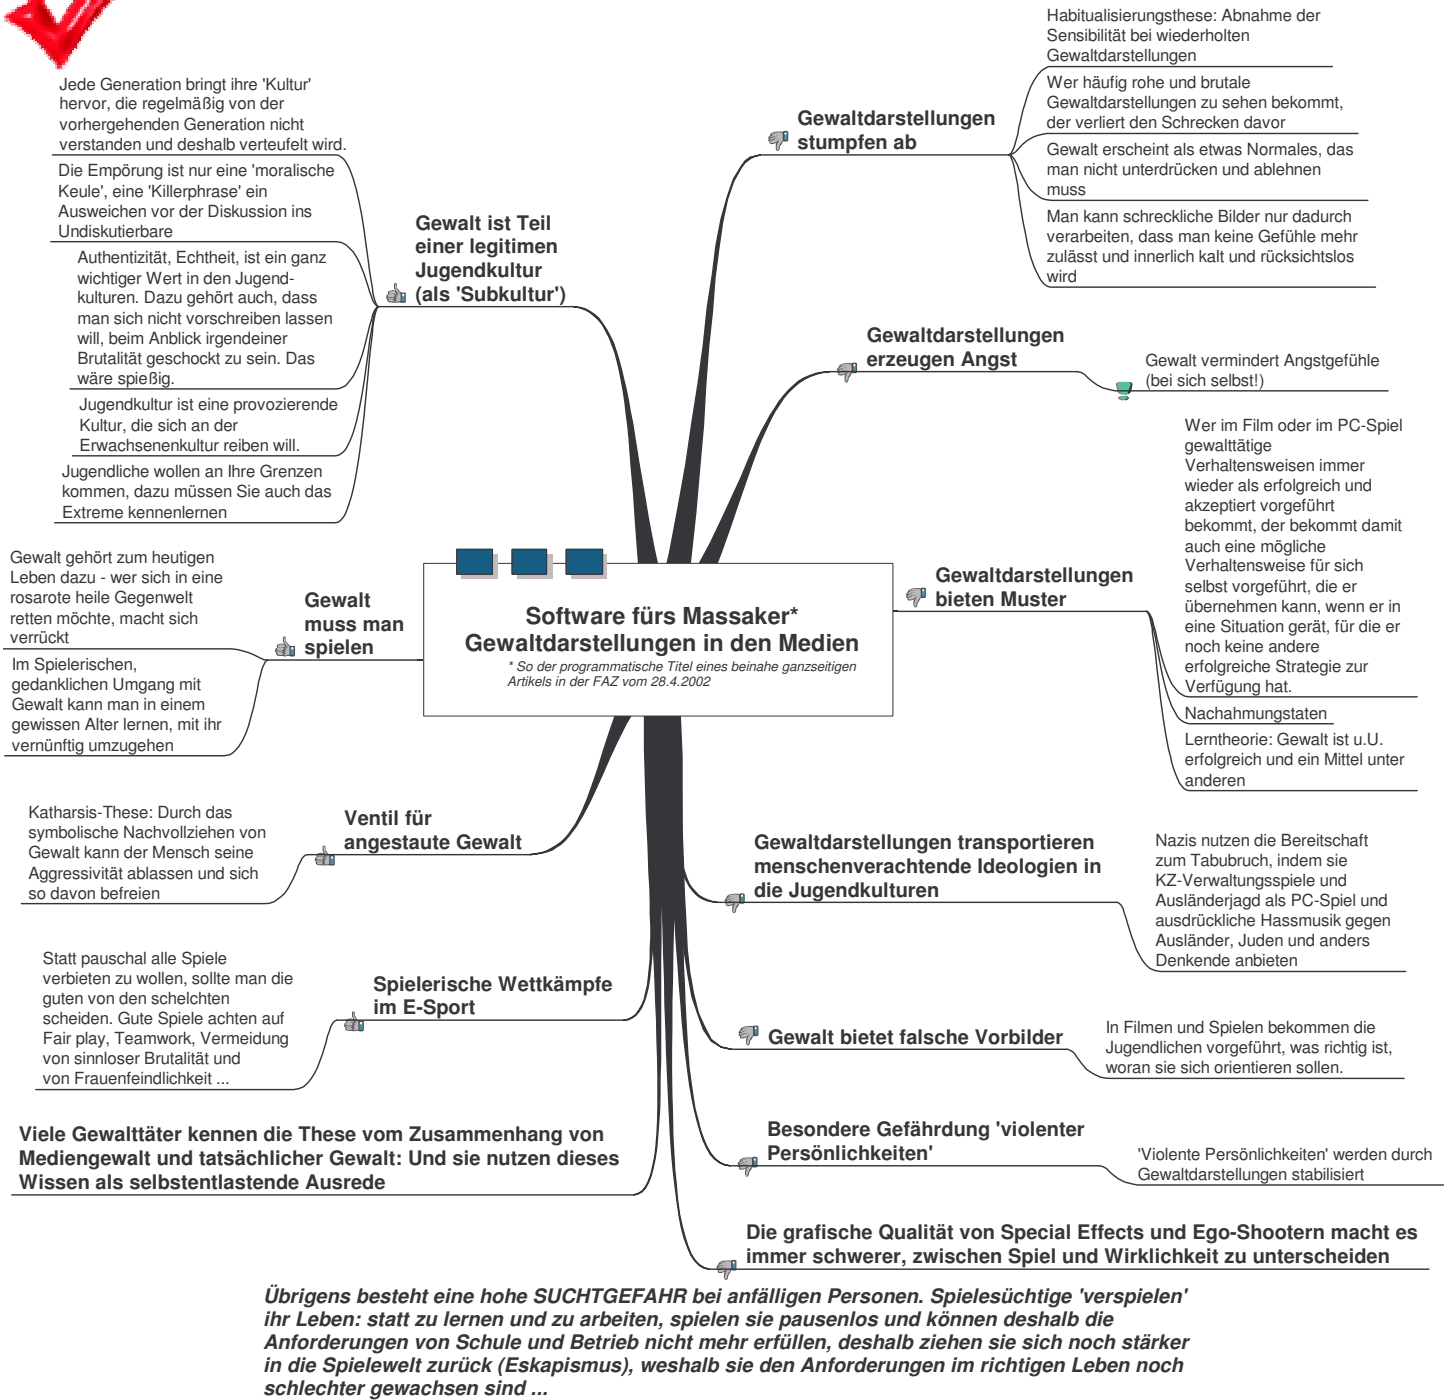 Software fürs Massaker*
Gewaltdarstellungen in den Medien
* So der programmatische Titel eines beinahe ganzseitigen
Artikels in der FAZ vom 28.4.2002
Gewaltdarstellungen
stumpfen ab
Habitualisierungsthese: Abnahme der
Sensibilität bei wiederholten
Gewaltdarstellungen
Wer häufig rohe und brutale
Gewaltdarstellungen zu sehen bekommt,
der verliert den Schrecken davor
Gewalt erscheint als etwas Normales, das
man nicht unterdrücken und ablehnen
muss
Man kann schreckliche Bilder nur dadurch
verarbeiten, dass man keine Gefühle mehr
zulässt und innerlich kalt und rücksichtslos
wird
Gewaltdarstellungen
erzeugen Angst
Gewalt vermindert Angstgefühle
(bei sich selbst!)
Gewaltdarstellungen
bieten Muster
Wer im Film oder im PC-Spiel
gewalttätige
Verhaltensweisen immer
wieder als erfolgreich und
akzeptiert vorgeführt
bekommt, der bekommt damit
auch eine mögliche
Verhaltensweise für sich
selbst vorgeführt, die er
übernehmen kann, wenn er in
eine Situation gerät, für die er
noch keine andere
erfolgreiche Strategie zur
Verfügung hat.
Nachahmungstaten
Lerntheorie: Gewalt ist u.U.
erfolgreich und ein Mittel unter
anderen
Gewaltdarstellungen transportieren
menschenverachtende Ideologien in
die Jugendkulturen
Nazis nutzen die Bereitschaft
zum Tabubruch, indem sie
KZ-Verwaltungsspiele und
Ausländerjagd als PC-Spiel und
ausdrückliche Hassmusik gegen
Ausländer, Juden und anders
Denkende anbieten
Gewalt bietet falsche Vorbilder
In Filmen und Spielen bekommen die
Jugendlichen vorgeführt, was richtig ist,
woran sie sich orientieren sollen.
Besondere Gefährdung 'violenter
Persönlichkeiten'
'Violente Persönlichkeiten' werden durch
Gewaltdarstellungen stabilisiert
Die grafische Qualität von Special Effects und Ego-Shootern macht es
immer schwerer, zwischen Spiel und Wirklichkeit zu unterscheiden
Gewalt ist Teil
einer legitimen
Jugendkultur
(als 'Subkultur')
Jede Generation bringt ihre 'Kultur'
hervor, die regelmäßig von der
vorhergehenden Generation nicht
verstanden und deshalb verteufelt wird.
Die Empörung ist nur eine 'moralische
Keule', eine 'Killerphrase' ein
Ausweichen vor der Diskussion ins
Undiskutierbare
Authentizität, Echtheit, ist ein ganz
wichtiger Wert in den Jugend-
kulturen. Dazu gehört auch, dass
man sich nicht vorschreiben lassen
will, beim Anblick irgendeiner
Brutalität geschockt zu sein. Das
wäre spießig.
Jugendkultur ist eine provozierende
Kultur, die sich an der
Erwachsenenkultur reiben will.
Jugendliche wollen an Ihre Grenzen
kommen, dazu müssen Sie auch das
Extreme kennenlernen
Gewalt
muss man
spielen
Gewalt gehört zum heutigen
Leben dazu - wer sich in eine
rosarote heile Gegenwelt
retten möchte, macht sich
verrückt
Im Spielerischen,
gedanklichen Umgang mit
Gewalt kann man in einem
gewissen Alter lernen, mit ihr
vernünftig umzugehen
Ventil für
angestaute Gewalt
Katharsis-These: Durch das
symbolische Nachvollziehen von
Gewalt kann der Mensch seine
Aggressivität ablassen und sich
so davon befreien
Spielerische Wettkämpfe
im E-Sport
Statt pauschal alle Spiele
verbieten zu wollen, sollte man die
guten von den schelchten
scheiden. Gute Spiele achten auf
Fair play, Teamwork, Vermeidung
von sinnloser Brutalität und
von Frauenfeindlichkeit ...
Viele Gewalttäter kennen die These vom Zusammenhang von
Mediengewalt und tatsächlicher Gewalt: Und sie nutzen dieses
Wissen als selbstentlastende Ausrede
Übrigens besteht eine hohe SUCHTGEFAHR bei anfälligen Personen. Spielesüchtige 'verspielen'
ihr Leben: statt zu lernen und zu arbeiten, spielen sie pausenlos und können deshalb die
Anforderungen von Schule und Betrieb nicht mehr erfüllen, deshalb ziehen sie sich noch stärker
in die Spielewelt zurück (Eskapismus), weshalb sie den Anforderungen im richtigen Leben noch
schlechter gewachsen sind ...